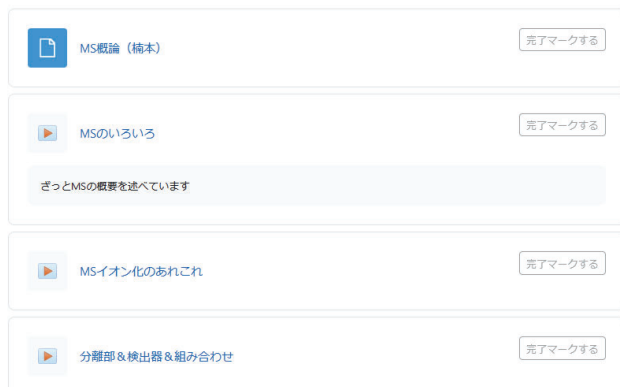 MS概論（楠本）
完了マークする
MSのいろいろ
完了マークする
ざっとMSの概要を述べています
MSイオン化のあれこれ
完了マークする
分離部＆検出器＆組み合わせ
完了マークする